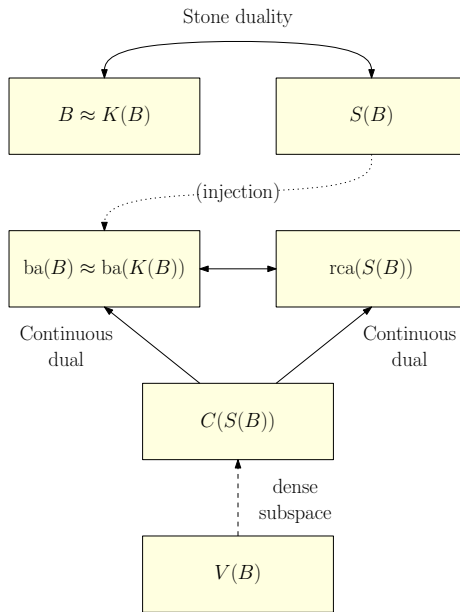 Stone duality
B ≈ K(B)
S(B)
(injection)
ba(B) ≈ ba(K(B))
rca(S(B))
Continuous
dual
Continuous
dual
C(S(B))
dense
subspace
V(B)